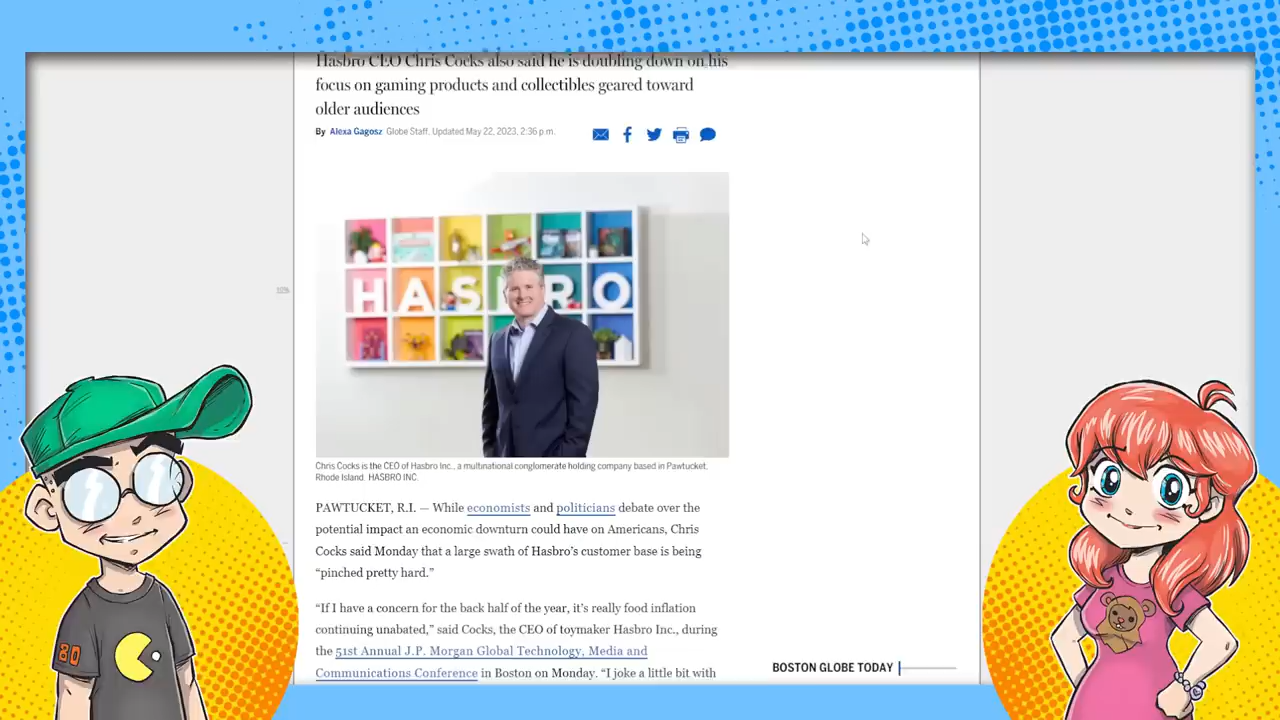 Hasbro CEO Chris Cocks also said he is doubling down on his
focus on gaming products and collectibles geared toward
older audiences
By Alexa Gagosz Globe Staff, Updated May 22, 2023, 2:36 p.m.
HASBRO
Chris Cocks is the CEO of Hasbro Inc., a multinational conglomerate holding company based in Pawtucket,
Rhode Island. HASBRO INC.
PAWTUCKET, R.I. — While economists and politicians debate over the
potential impact an economic downturn could have on Americans, Chris
Cocks said Monday that a large swath of Hasbro’s customer base is being
“pinched pretty hard.”
“If I have a concern for the back half of the year, it’s really food inflation
continuing unabated,” said Cocks, the CEO of toymaker Hasbro Inc., during
the 51st Annual J.P. Morgan Global Technology, Media and
Communications Conference in Boston on Monday. “I joke a little bit with
BOSTON GLOBE TODAY
80